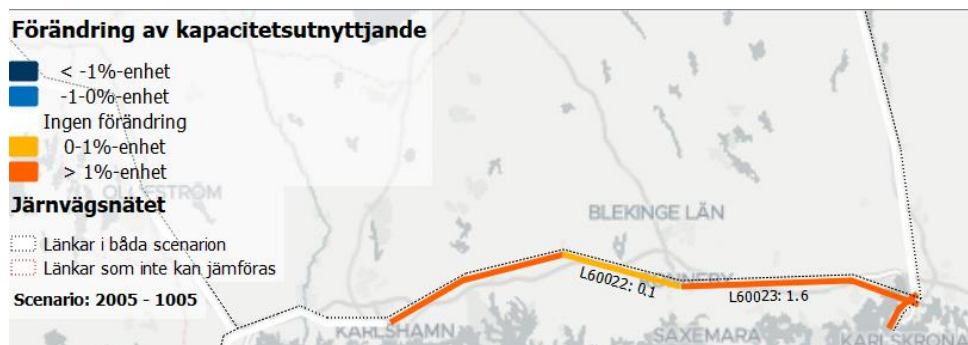 Förändring av kapacitetsutnyttjande
< -1%-enhet
-1-0%-enhet
Ingen förändring
0-1%-enhet
> 1%-enhet
Järnvägsnätet
Länkar i båda scenarion
Länkar som inte kan jämföras
Scenario: 2005 - 1005
BLEKINGE LÄN
L60022: 0.1
L60023: 1.6
KARLSHAMN
SAXEMARA
KARLSKRONA